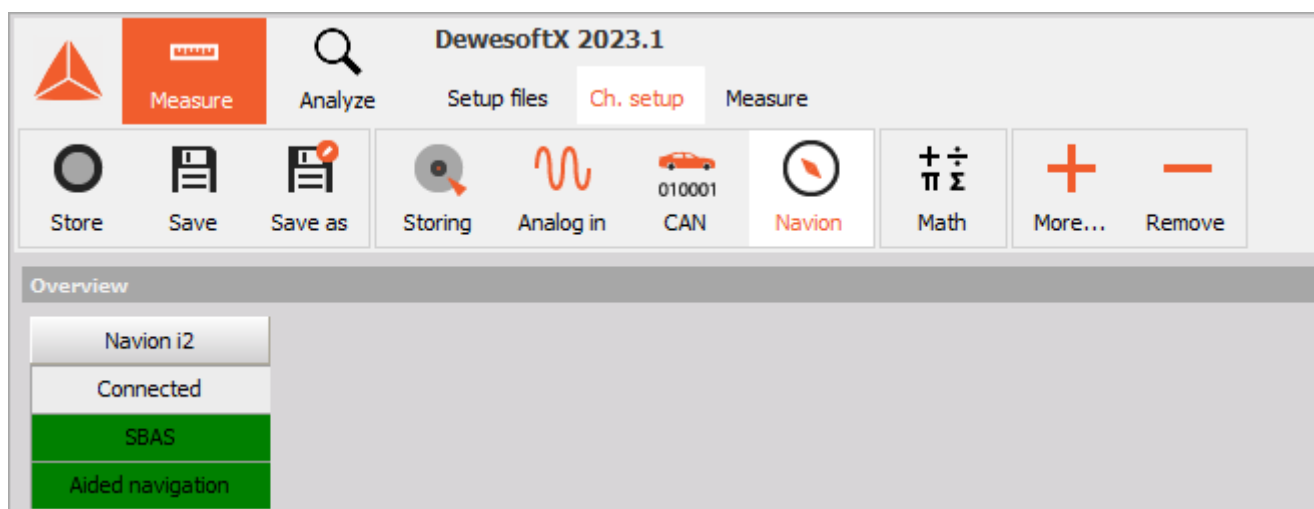 DewesoftX 2023.1
Measure Analyze Setup files Ch. setup Measure
010001
+ ÷
π Σ
Store Save Save as Storing Analog in CAN Navion Math More... Remove
Overview
Navion i2
Connected
SBAS
Aided navigation